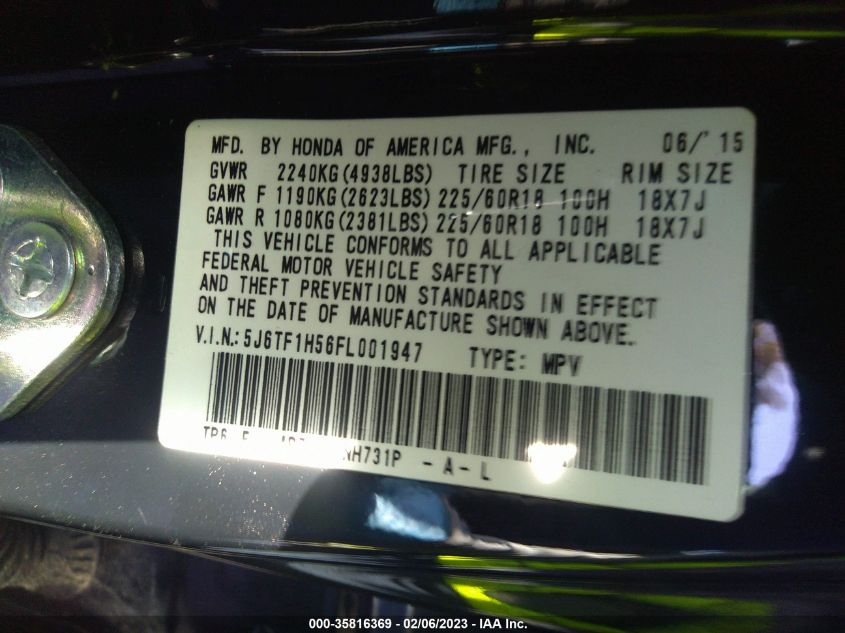 MFD. BY HONDA OF AMERICA MFG., INC. 06/'15
GVWR 2240KG(4938LBS) TIRE SIZE RIM SIZE
GAWR F 1190KG(2623LBS) 225/60R18 100H 18X7J
GAWR R 1080KG(2381LBS) 225/60R18 100H 18X7J
THIS VEHICLE CONFORMS TO ALL APPLICABLE
FEDERAL MOTOR VEHICLE SAFETY
AND THEFT PREVENTION STANDARDS IN EFFECT
ON THE DATE OF MANUFACTURE SHOWN ABOVE.
V.I.N.: 5J6TF1H56FL001947 TYPE: MPV
NH731P - A - L
000-35816369 - 02/06/2023 - IAA Inc.